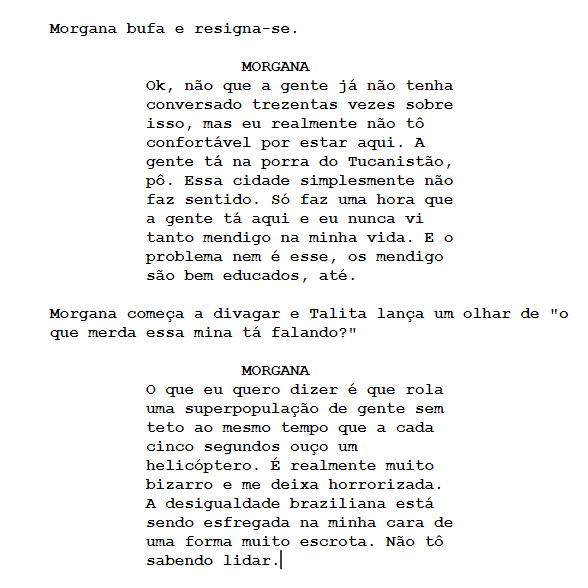 Morgana bufa e resigna-se.
MORGANA
Ok, não que a gente já não tenha
conversado trezentas vezes sobre
isso, mas eu realmente não tô
confortável por estar aqui. A
gente tá na porra do Tucanistão,
pô. Essa cidade simplesmente não
faz sentido. Só faz uma hora que
a gente tá aqui e eu nunca vi
tanto mendigo na minha vida. E o
problema nem é esse, os mendigo
são bem educados, até.
Morgana começa a divagar e Talita lança um olhar de "o
que merda essa mina tá falando?"
MORGANA
O que eu quero dizer é que rola
uma superpopulação de gente sem
teto ao mesmo tempo que a cada
cinco segundos ouço um
helicóptero. É realmente muito
bizarro e me deixa horrorizada.
A desigualdade braziliana está
sendo esfregada na minha cara de
uma forma muito escrota. Não tô
sabendo lidar.